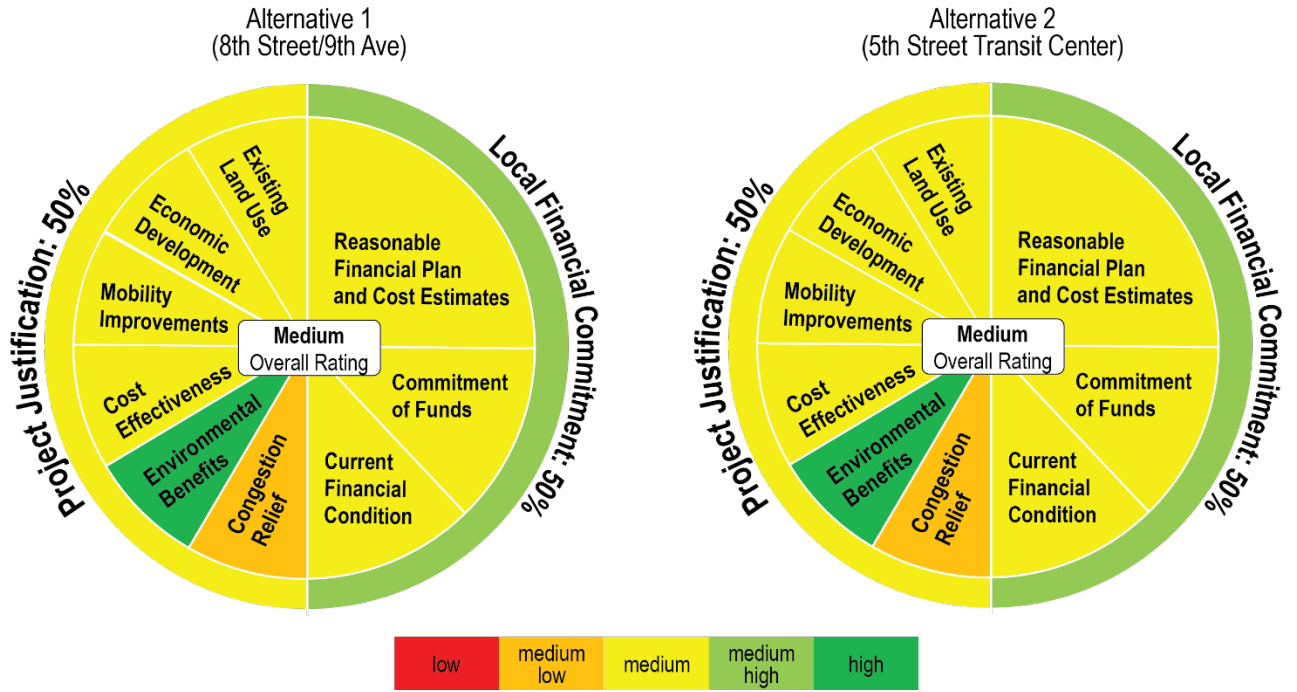 Alternative 1
(8th Street/9th Ave)
Project Justification: 50%
Local Financial Commitment: 50%
Existing
Land Use
Economic
Development
Mobility
Improvements
Cost
Effectiveness
Environmental
Benefits
Congestion
Relief
Reasonable
Financial Plan
and Cost Estimates
Commitment
of Funds
Current
Financial
Condition
Medium
Overall Rating
Alternative 2
(5th Street Transit Center)
Project Justification: 50%
Local Financial Commitment: 50%
Existing
Land Use
Economic
Development
Mobility
Improvements
Cost
Effectiveness
Environmental
Benefits
Congestion
Relief
Reasonable
Financial Plan
and Cost Estimates
Commitment
of Funds
Current
Financial
Condition
Medium
Overall Rating
low
medium
low
medium
medium
high
high